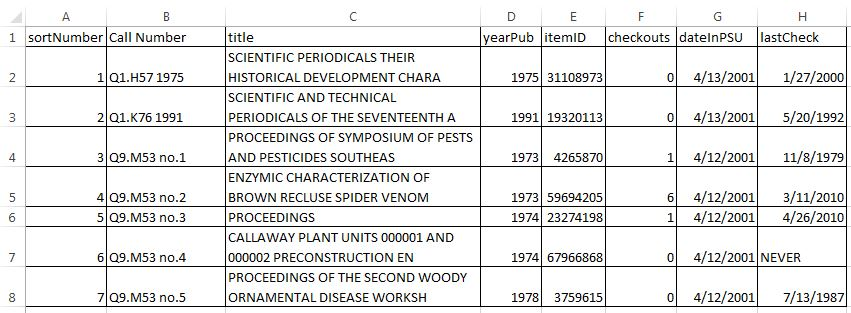 A B C D E F G H
1 sortNumber Call Number title yearPub itemID checkouts dateInPSU lastCheck
SCIENTIFIC PERIODICALS THEIR
2 1 Q1.H57 1975 HISTORICAL DEVELOPMENT CHARA 1975 31108973 0 4/13/2001 1/27/2000
SCIENTIFIC AND TECHNICAL
3 2 Q1.K76 1991 PERIODICALS OF THE SEVENTEENTH A 1991 19320113 0 4/13/2001 5/20/1992
PROCEEDINGS OF SYMPOSIUM OF PESTS
4 3 Q9.M53 no.1 AND PESTICIDES SOUTHEAS 1973 4265870 1 4/12/2001 11/8/1979
ENZYMIC CHARACTERIZATION OF
5 4 Q9.M53 no.2 BROWN RECLUSE SPIDER VENOM 1973 59694205 6 4/12/2001 3/11/2010
6 5 Q9.M53 no.3 PROCEEDINGS 1974 23274198 1 4/12/2001 4/26/2010
CALLAWAY PLANT UNITS 000001 AND
7 6 Q9.M53 no.4 000002 PRECONSTRUCTION EN 1974 67966868 0 4/12/2001 NEVER
PROCEEDINGS OF THE SECOND WOODY
8 7 Q9.M53 no.5 ORNAMENTAL DISEASE WORKSH 1978 3759615 0 4/12/2001 7/13/1987